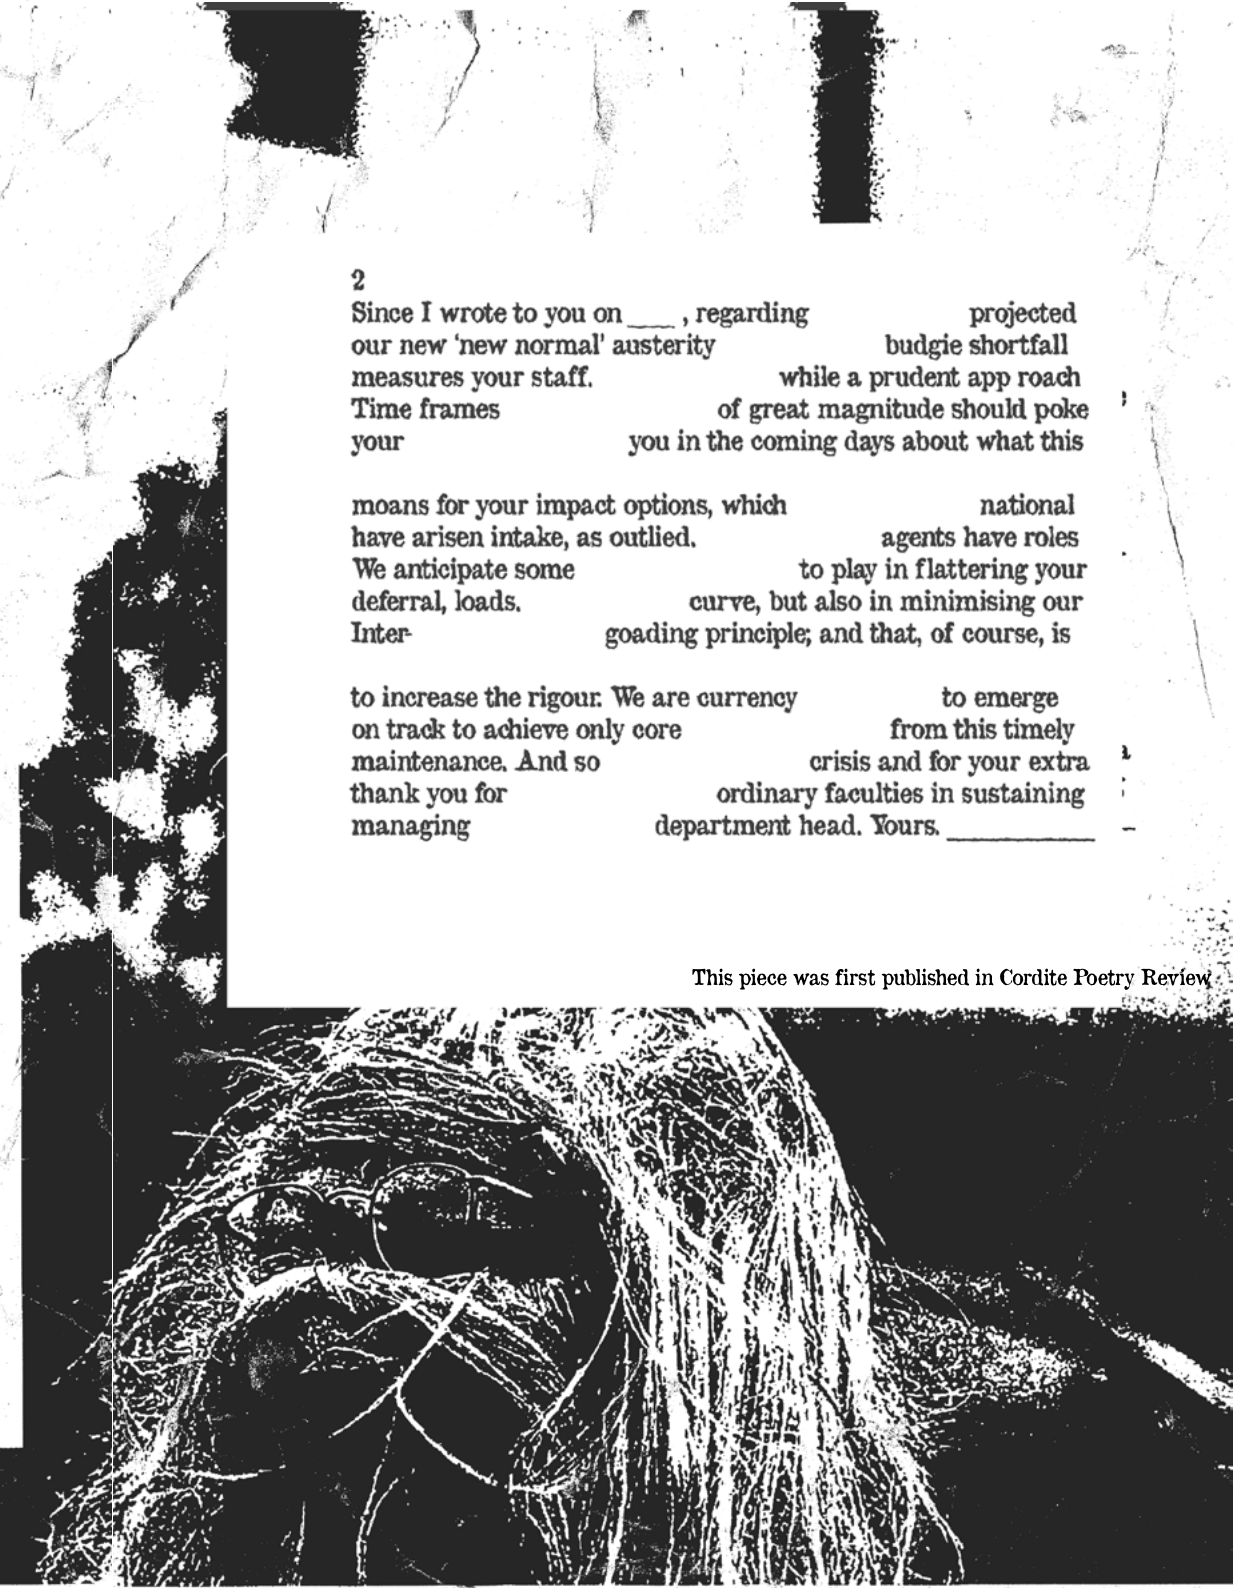 2
Since I wrote to you on ___ , regarding projected
our new ‘new normal’ austerity budgie shortfall
measures your staff. while a prudent app roach
Time frames of great magnitude should poke
your you in the coming days about what this
moans for your impact options, which national
have arisen intake, as outlied. agents have roles
We anticipate some to play in flattering your
deferral, loads. curve, but also in minimising our
Inter- goading principle; and that, of course, is
to increase the rigour. We are currency to emerge
on track to achieve only core from this timely
maintenance. And so crisis and for your extra
thank you for ordinary faculties in sustaining
managing department head. Yours. __________
This piece was first published in Cordite Poetry Review